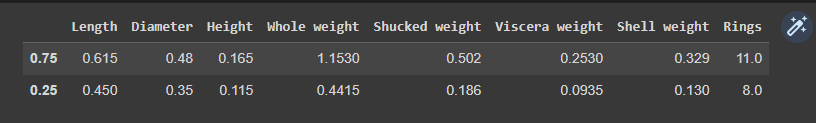 Length Diameter Height Whole weight Shucked weight Viscera weight Shell weight Rings
0.75 0.615 0.48 0.165 1.1530 0.502 0.2530 0.329 11.0
0.25 0.450 0.35 0.115 0.4415 0.186 0.0935 0.130 8.0